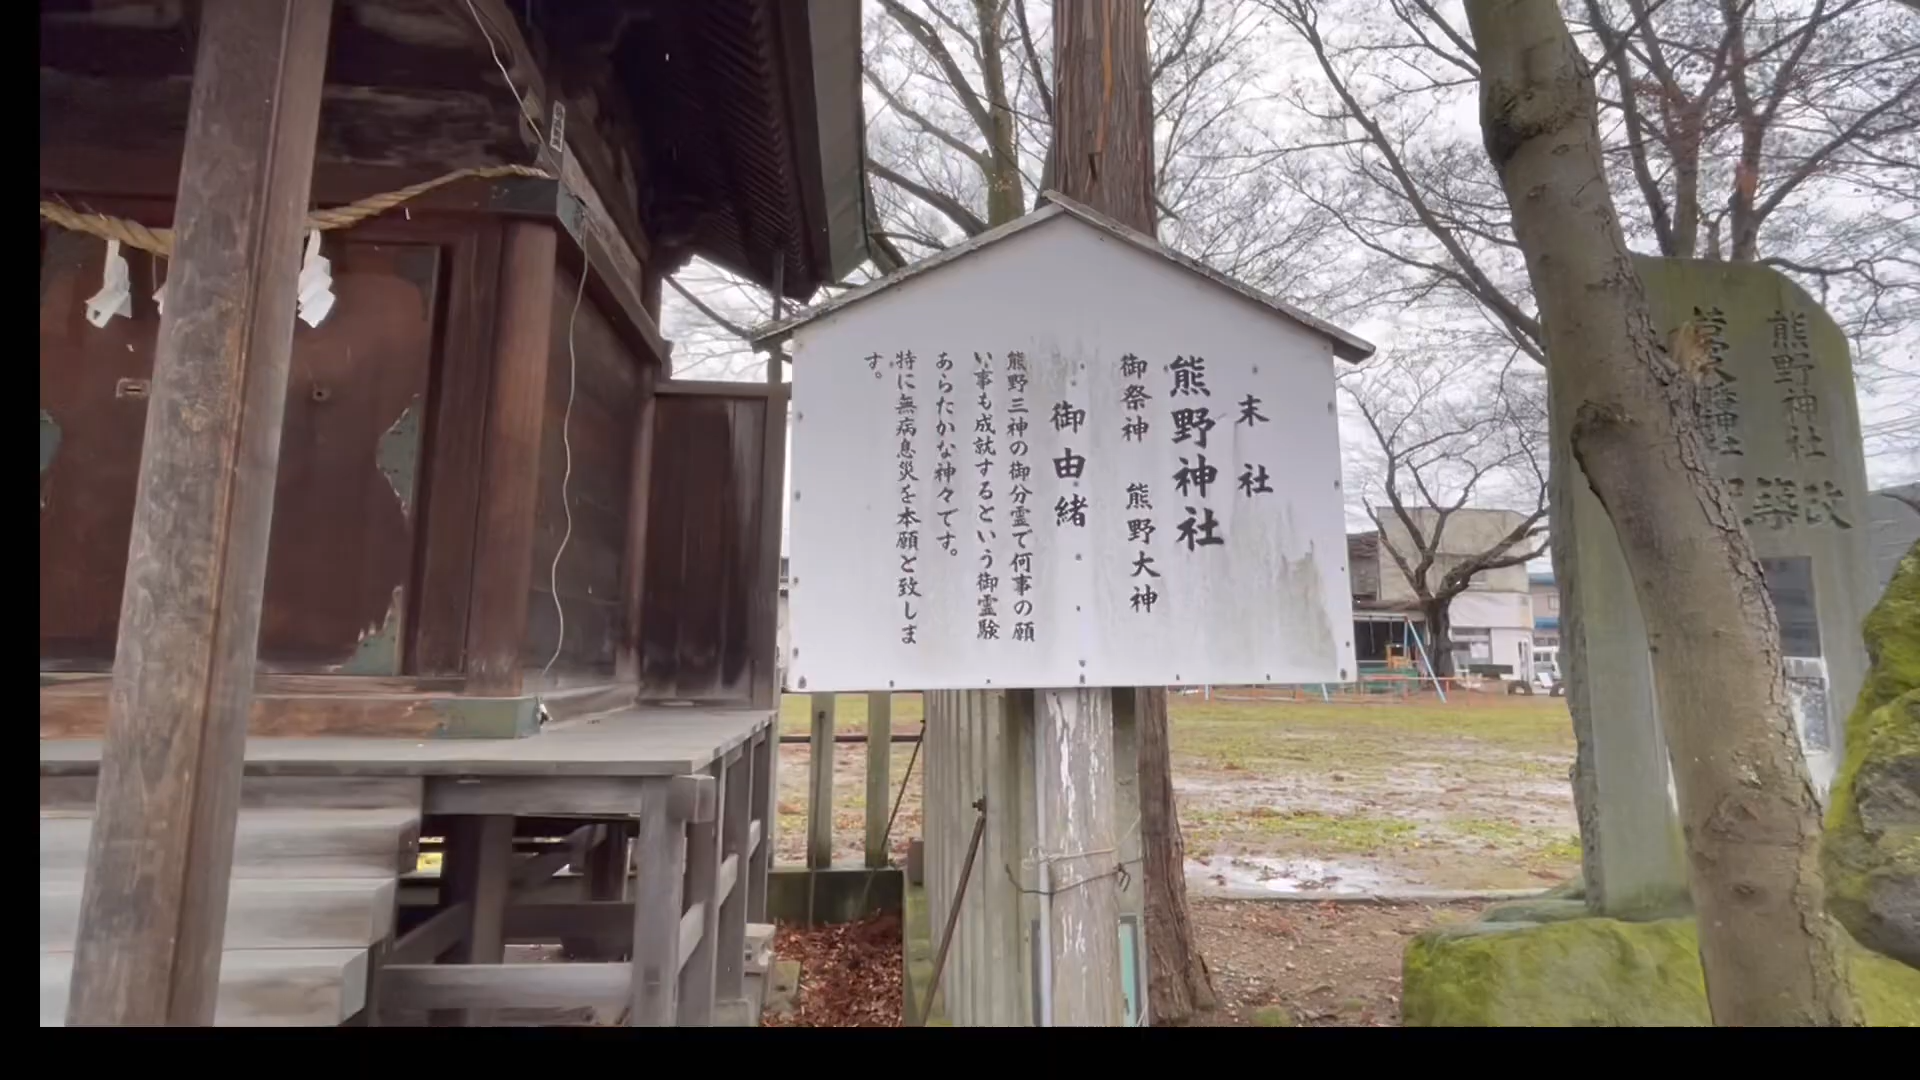 末社
熊野神社
御祭神 熊野大神
御由緒
熊野三神の御分霊で何事の願
い事も成就するという御霊験
あらたかな神々です。
特に無病息災を本願と致しま
す。
熊野神社
改築